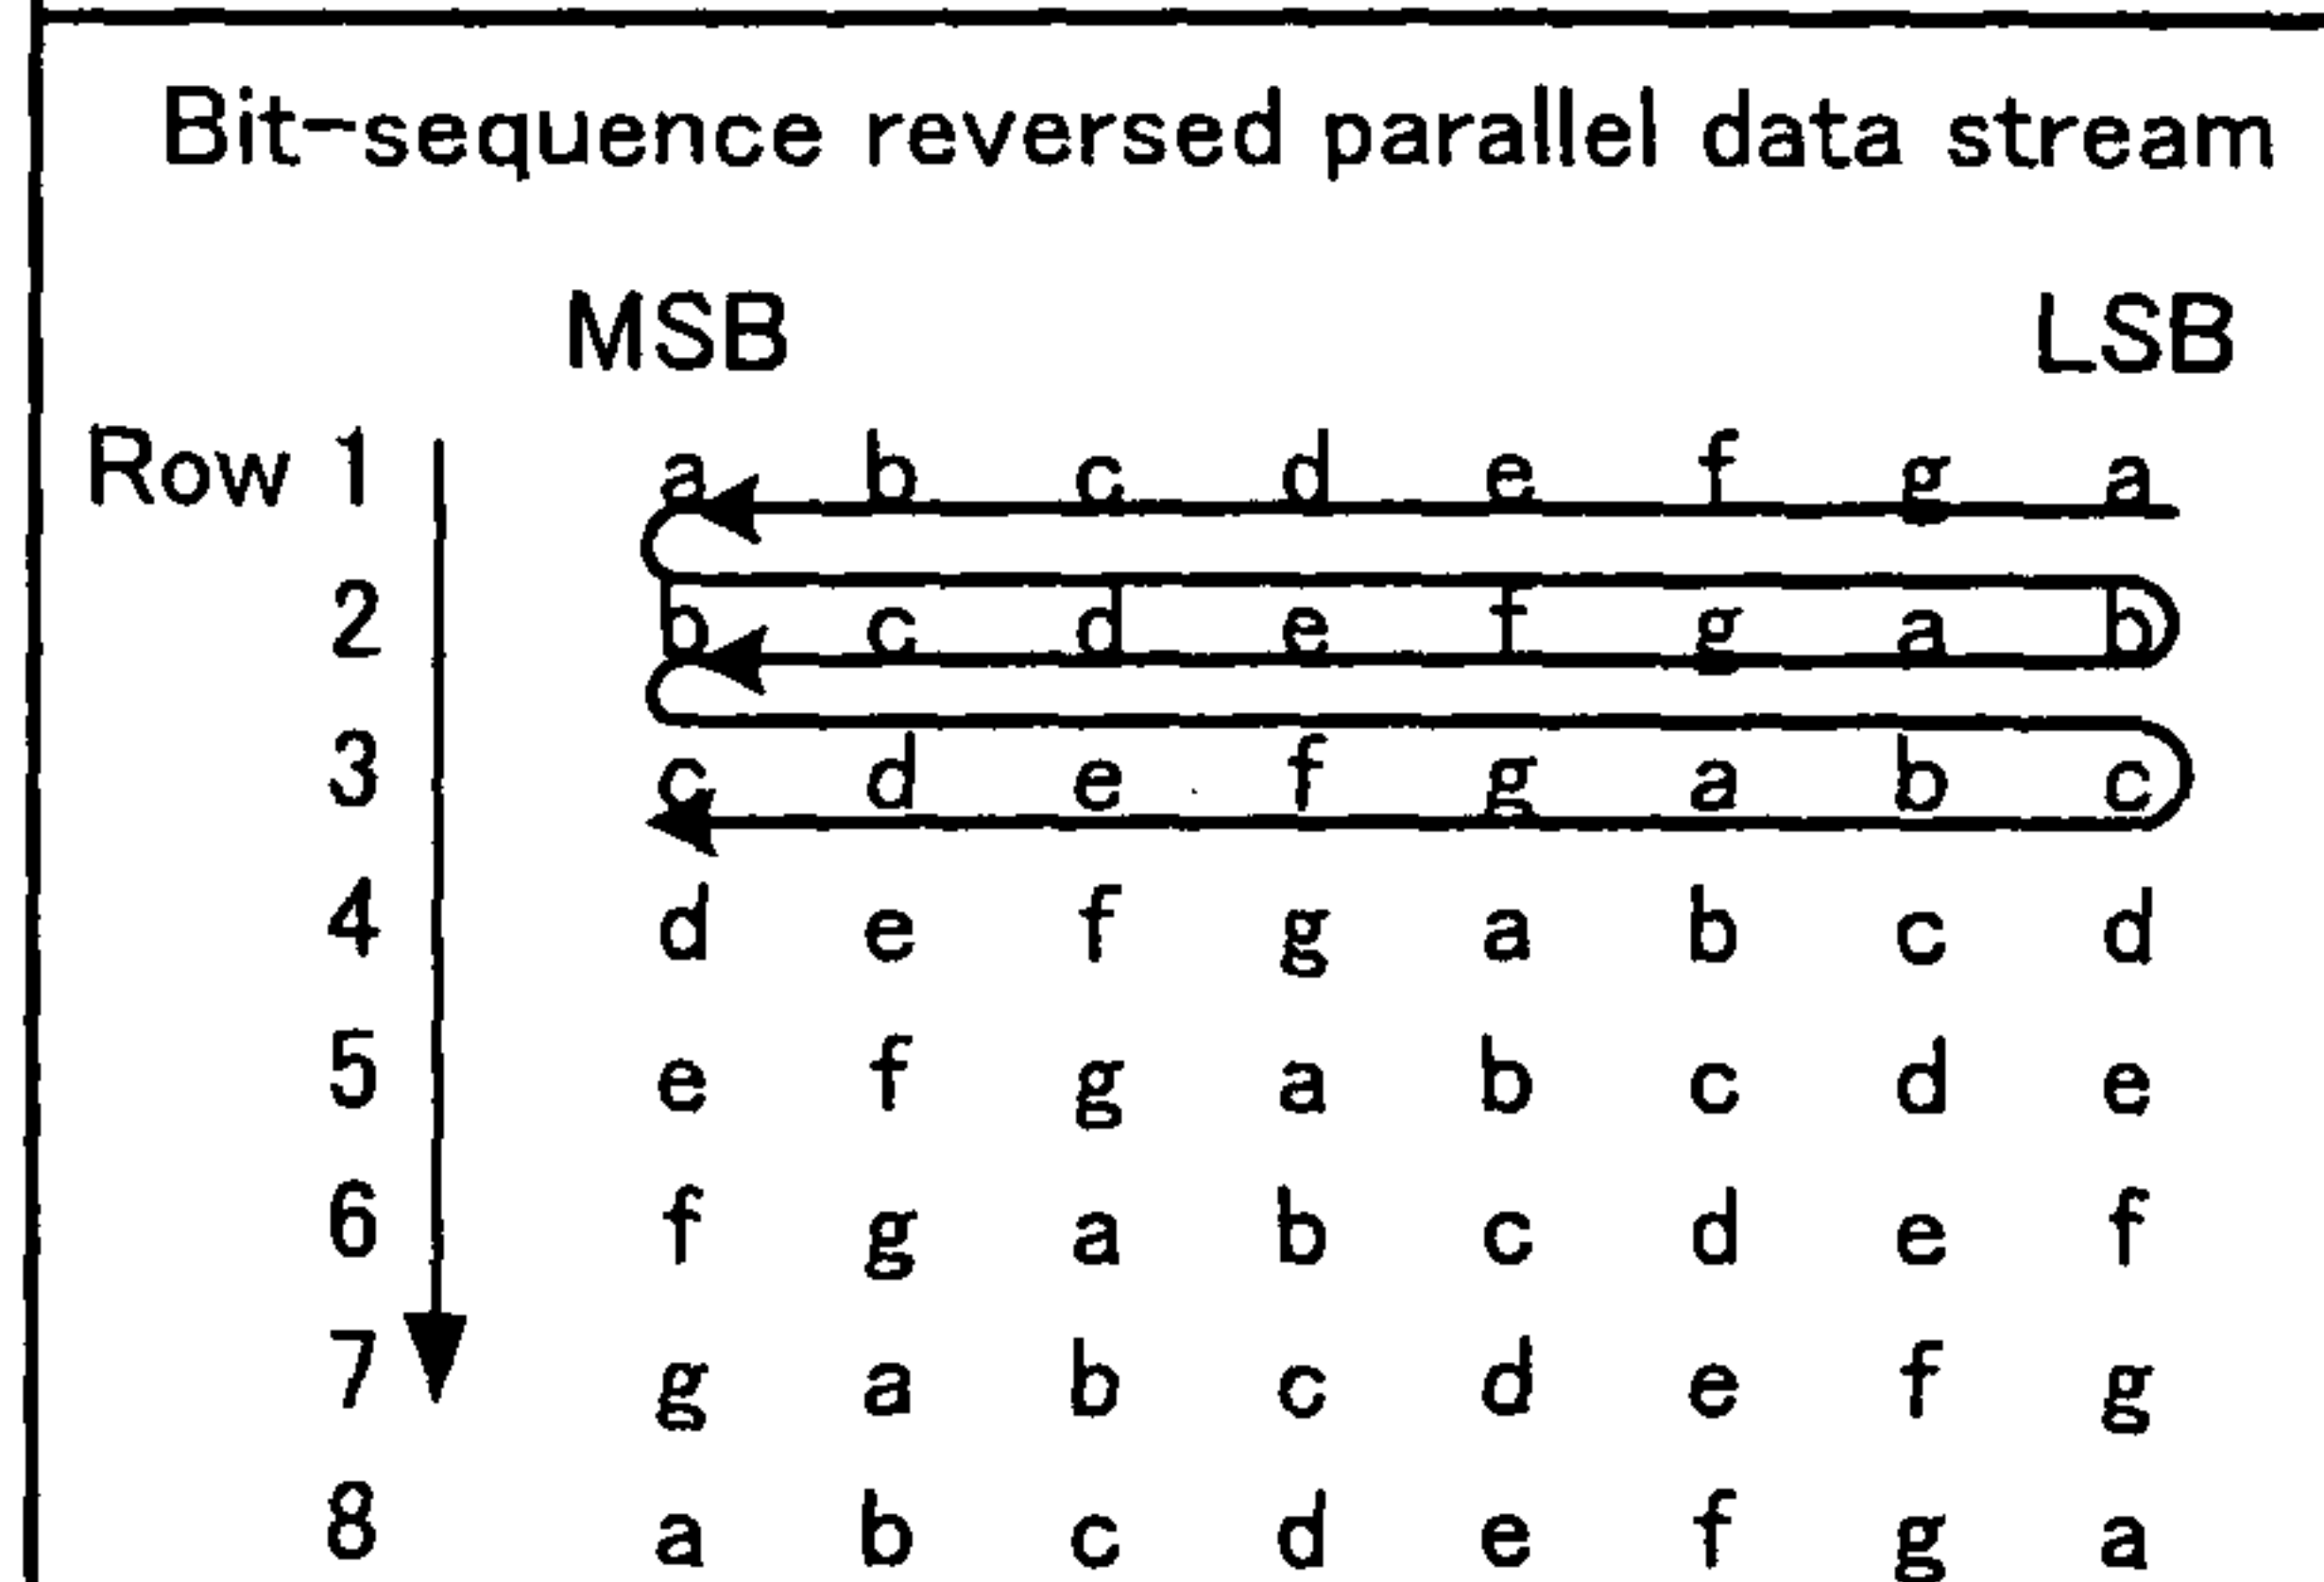 Bit-sequence reversed parallel data stream
MSB LSB
Row 1 a b c d e f g a
2 b c d e f g a b
3 c d e f g a b c
4 d e f g a b c d
5 e f g a b c d e
6 f g a b c d e f
7 g a b c d e f g
8 a b c d e f g a